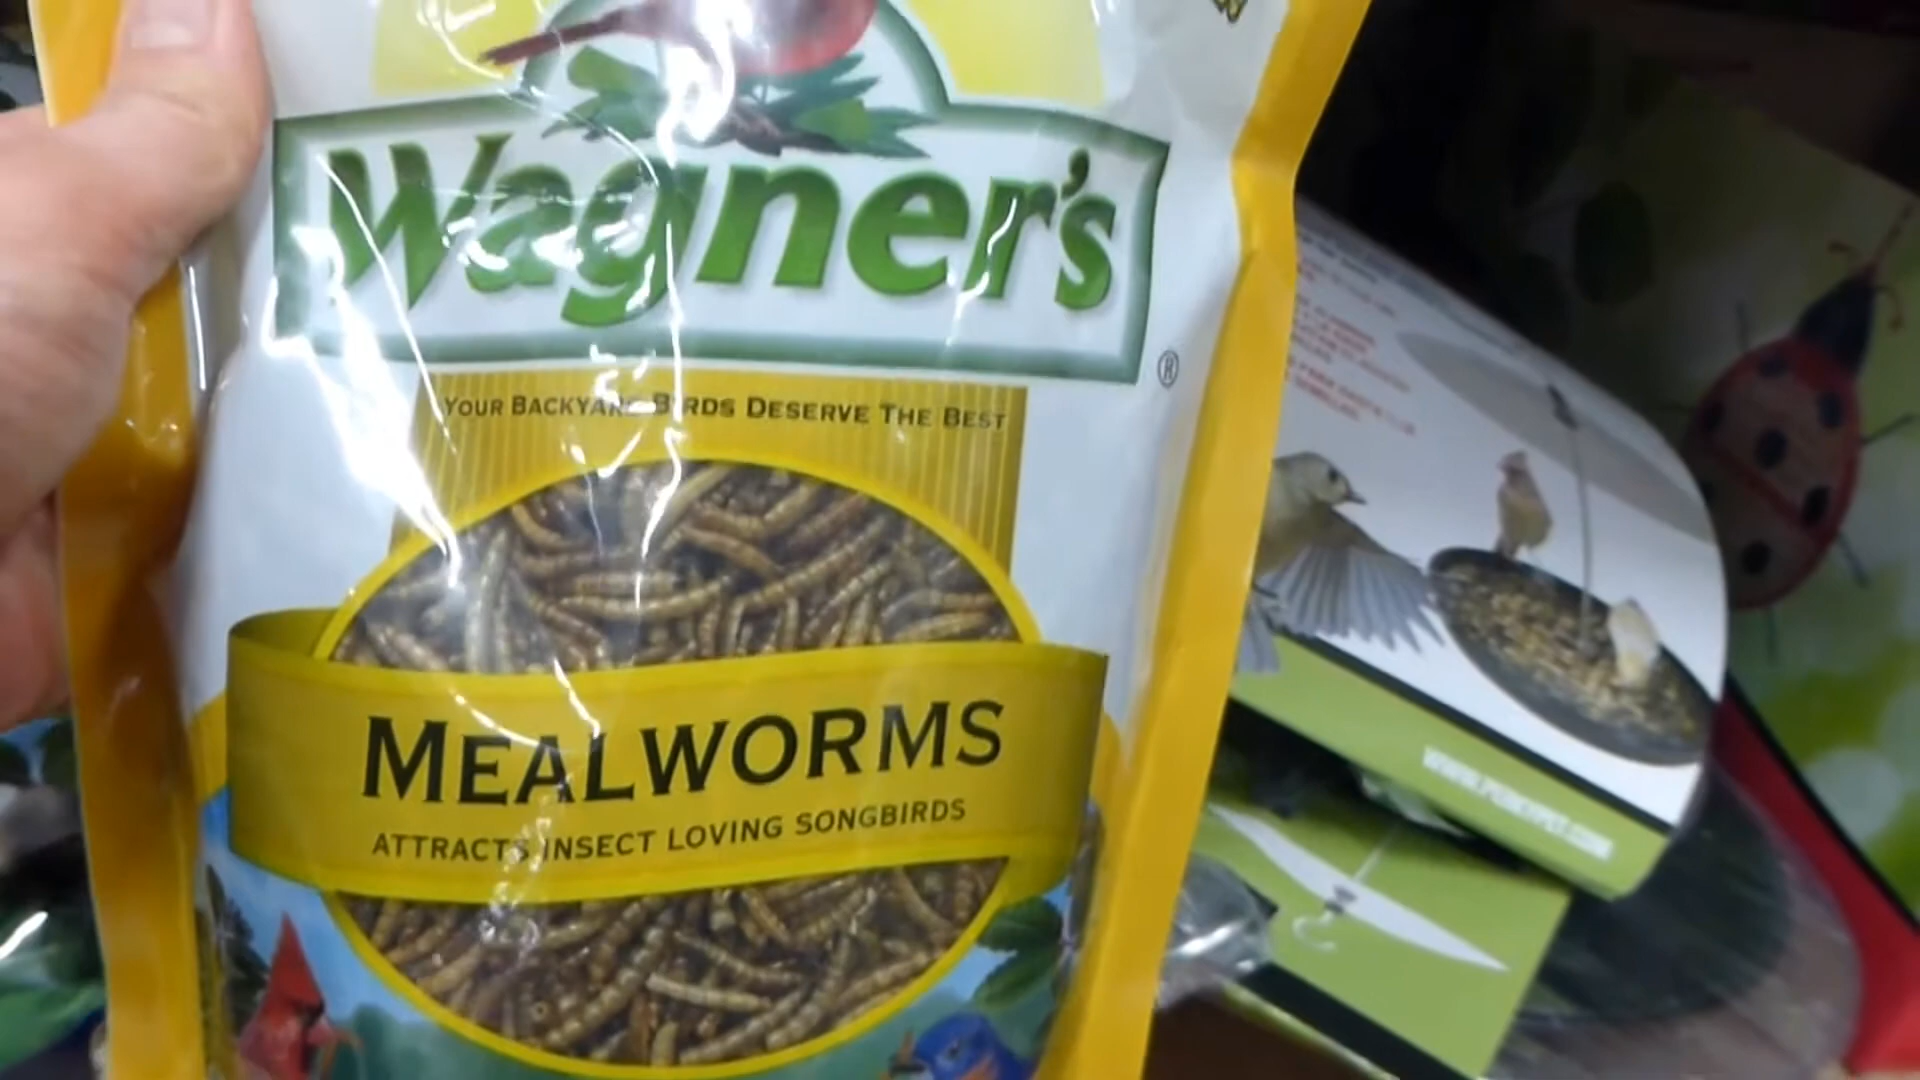 Wagner's
®
YOUR BACKYARD BIRDS DESERVE THE BEST
MEALWORMS
ATTRACTS INSECT LOVING SONGBIRDS